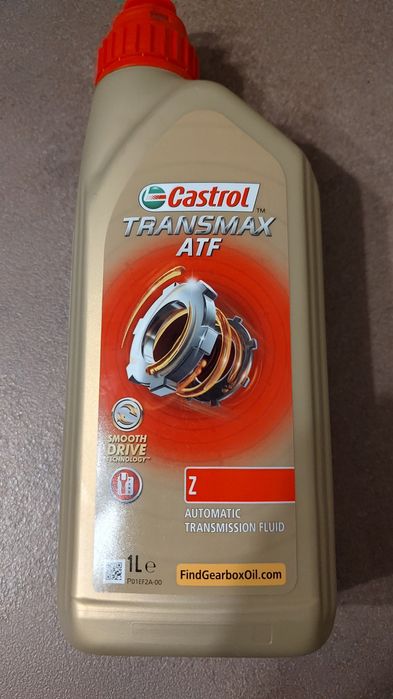 Castrol
TRANSMAX™
ATF
SMOOTH
DRIVE
TECHNOLOGY™
Z
AUTOMATIC
TRANSMISSION FLUID
1L℮
P01EF2A-00
FindGearboxOil.com